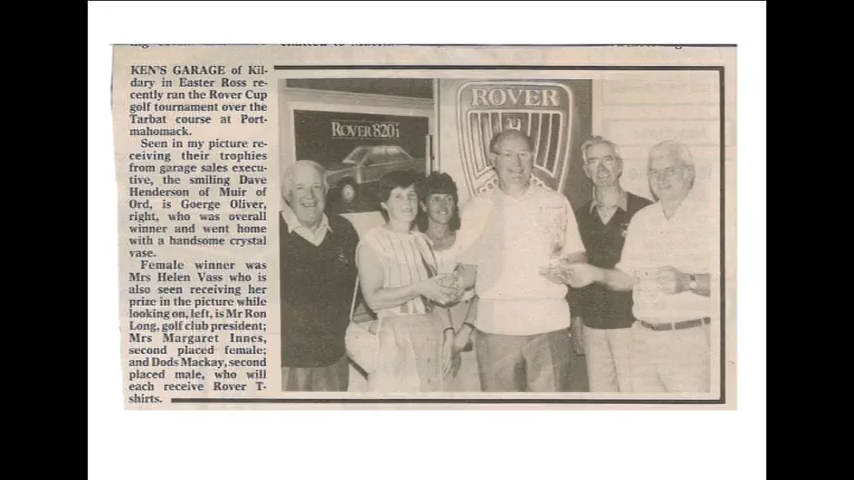 KEN'S GARAGE of Kil-
dary in Easter Ross re-
cently ran the Rover Cup
golf tournament over the
Tarbat course at Port-
mahomack.
Seen in my picture re-
ceiving their trophies
from garage sales execu-
tive, the smiling Dave
Henderson of Muir of
Ord, is Goerge Oliver,
right, who was overall
winner and went home
with a handsome crystal
vase.
Female winner was
Mrs Helen Vass who is
also seen receiving her
prize in the picture while
looking on, left, is Mr Ron
Long, golf club president;
Mrs Margaret Innes,
second placed female;
and Dods Mackay, second
placed male, who will
each receive Rover T-
shirts.
ROVER 820i
ROVER